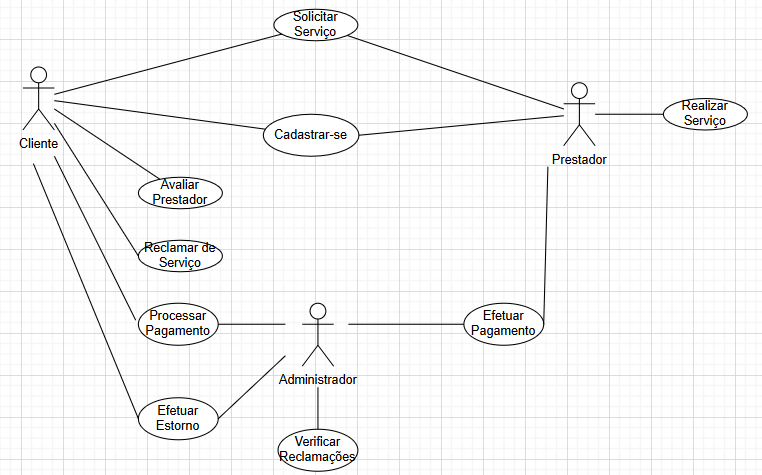 Solicitar
Serviço
Cliente
Cadastrar-se
Prestador
Realizar
Serviço
Avaliar
Prestador
Reclamar de
Serviço
Processar
Pagamento
Administrador
Efetuar
Pagamento
Efetuar
Estorno
Verificar
Reclamações